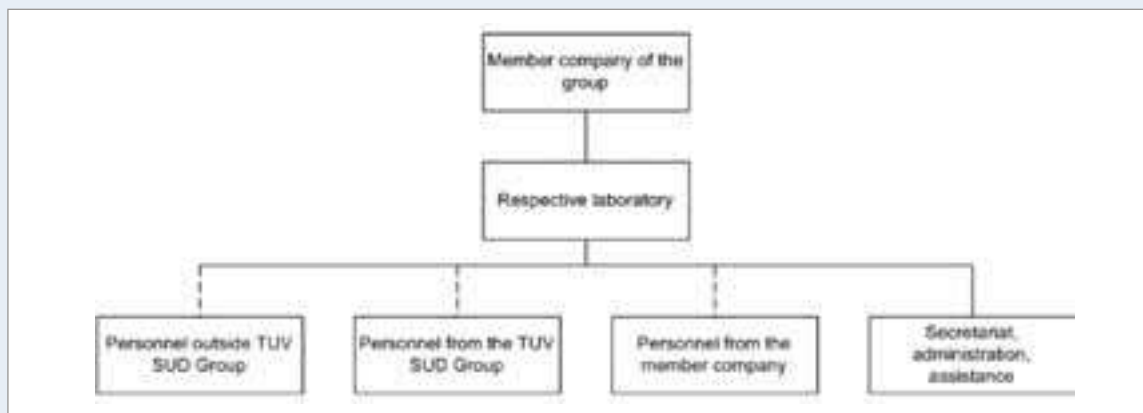 Member company of the
group
Respective laboratory
Personnel outside TUV
SUD Group
Personnel from the TUV
SUD Group
Personnel from the
member company
Secretariat,
administration,
assistance